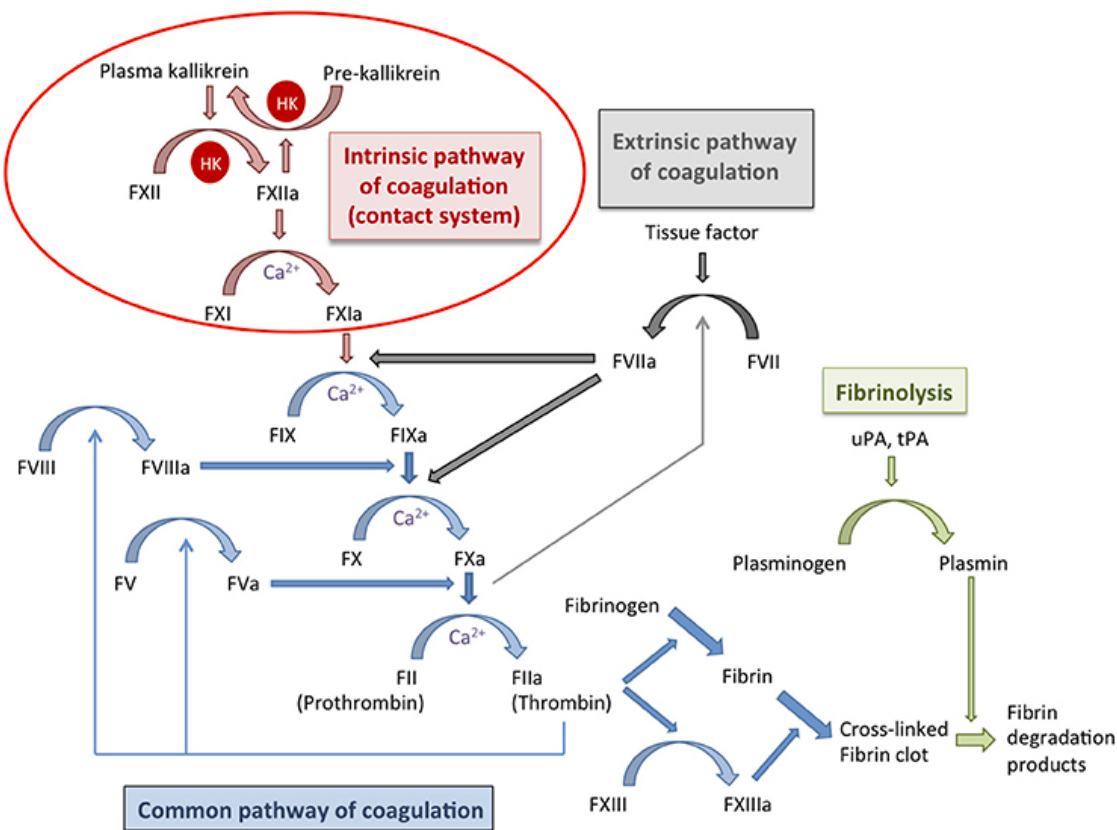 Plasma kallikrein
Pre-kallikrein
HK
HK
FXII
FXIIa
Intrinsic pathway
of coagulation
(contact system)
Ca²⁺
FXI
FXIa
Extrinsic pathway
of coagulation
Tissue factor
FVIIa
FVII
Ca²⁺
FIX
FIXa
FVIII
FVIIIa
Ca²⁺
FX
FXa
FV
FVa
Ca²⁺
FII
(Prothrombin)
FIIa
(Thrombin)
Fibrinogen
Fibrin
FXIII
FXIIIa
Cross-linked
Fibrin clot
Fibrinolysis
uPA, tPA
Plasminogen
Plasmin
Fibrin
degradation
products
Common pathway of coagulation